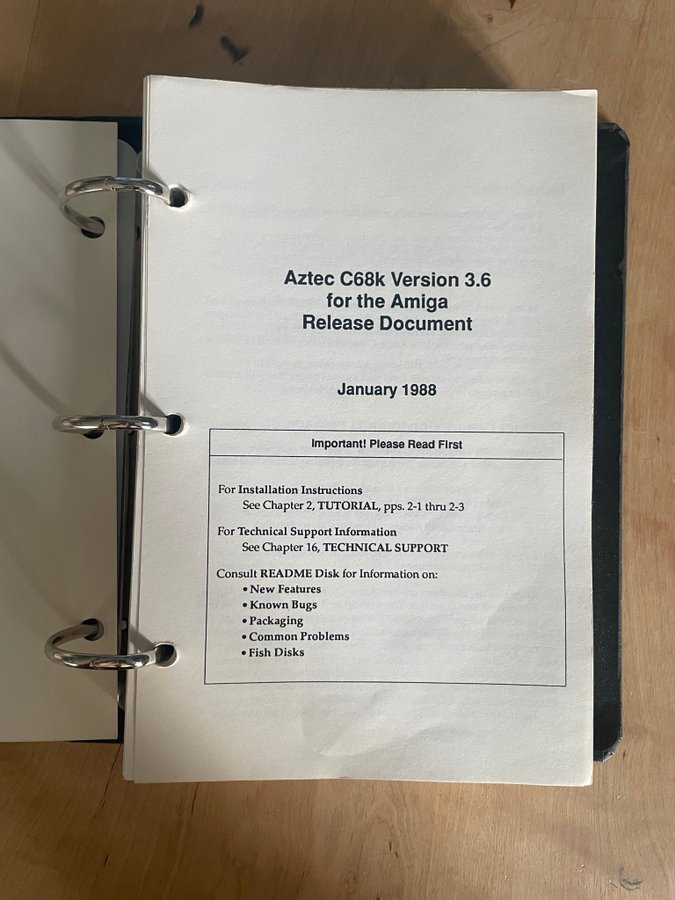 Aztec C68k Version 3.6
for the Amiga
Release Document
January 1988
Important! Please Read First
For Installation Instructions
See Chapter 2, TUTORIAL, pps. 2-1 thru 2-3
For Technical Support Information
See Chapter 16, TECHNICAL SUPPORT
Consult README Disk for Information on:
• New Features
• Known Bugs
• Packaging
• Common Problems
• Fish Disks